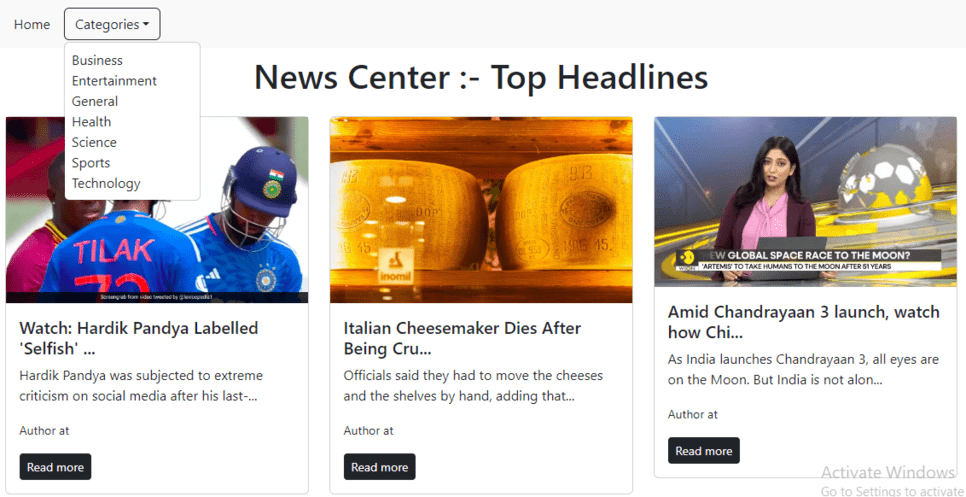 Home
Categories
Business
Entertainment
General
Health
Science
Sports
Technology
News Center :- Top Headlines
TILAK
Screengrab from video tweeted by
Watch: Hardik Pandya Labelled
'Selfish' ...
Hardik Pandya was subjected to extreme
criticism on social media after his last-...
Author at
Read more
inomil
Italian Cheesemaker Dies After
Being Cru...
Officials said they had to move the cheeses
and the shelves by hand, adding that...
Author at
Read more
EW GLOBAL SPACE RACE TO THE MOON?
WION
'ARTEMIS' TO TAKE HUMANS TO THE MOON AFTER 51 YEARS
Amid Chandrayaan 3 launch, watch
how Chi...
As India launches Chandrayaan 3, all eyes are
on the Moon. But India is not alon...
Author at
Read more
Activate Windows
Go to Settings to activate